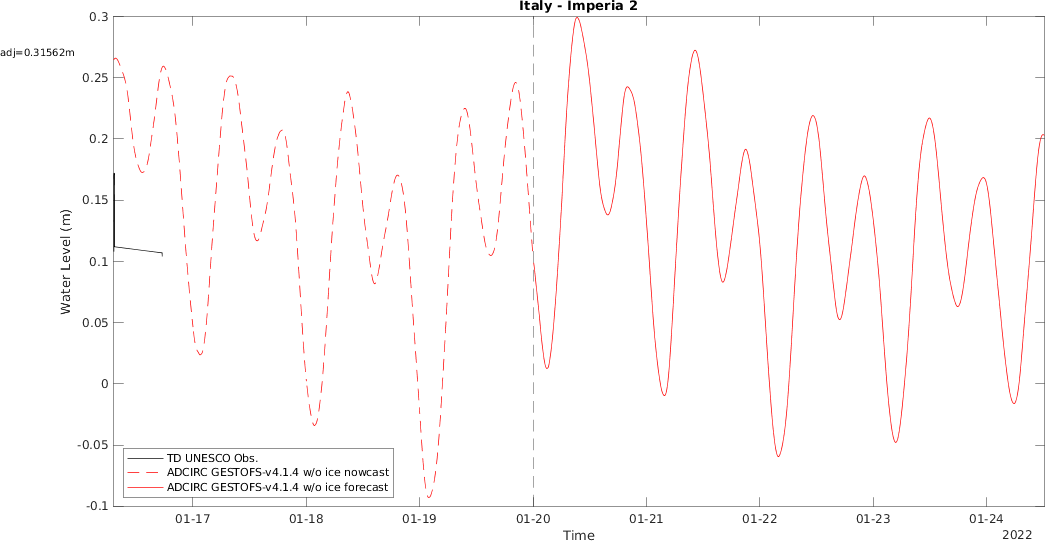 Italy - Imperia 2
adj=0.31562m
0.3
0.25
0.2
0.15
0.1
0.05
0
-0.05
-0.1
Water Level (m)
TD UNESCO Obs.
ADCIRC GESTOFS-v4.1.4 w/o ice nowcast
ADCIRC GESTOFS-v4.1.4 w/o ice forecast
01-17 01-18 01-19 01-20 01-21 01-22 01-23 01-24
Time
2022